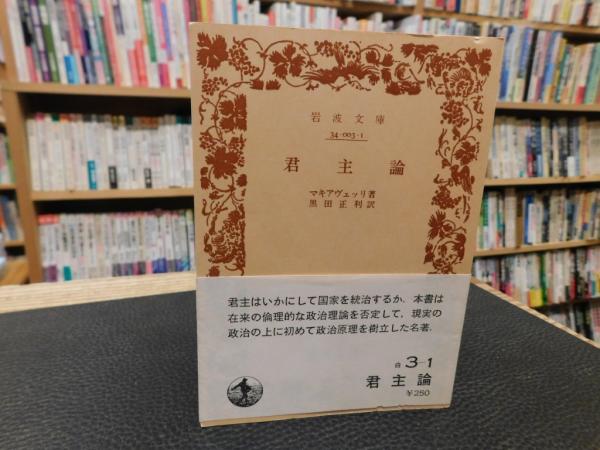 岩波文庫
34-003-1
君主論
マキアヴェッリ著
黒田正利訳
君主はいかにして国家を統治するか．本書は
在来の倫理的な政治理論を否定して，現実の
政治の上に初めて政治原理を樹立した名著．
白 3-1
君主論
¥250